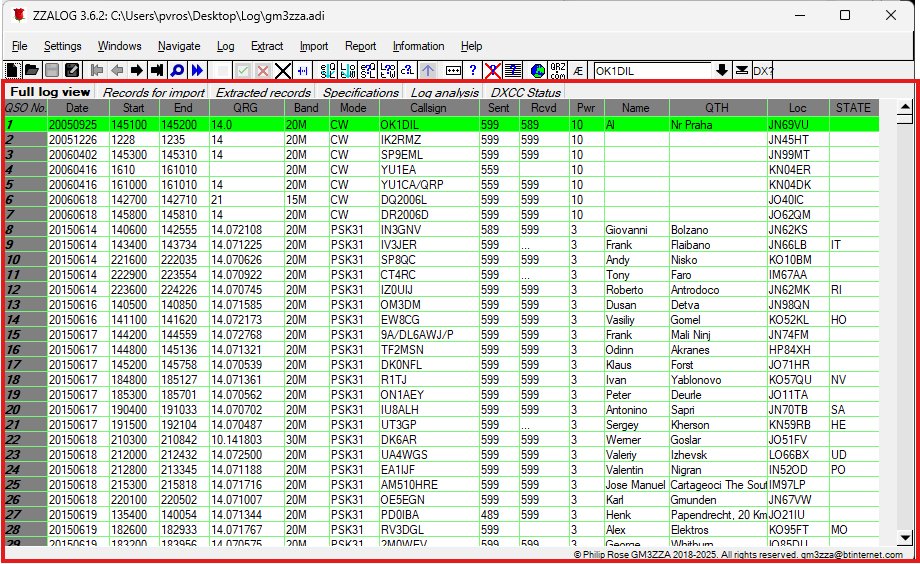 ZZALOG 3.6.2: C:\Users\pvros\Desktop\Log\gm3zza.adi
File Settings Windows Navigate Log Extract Import Report Information Help
QRZ com Æ OK1DIL DX?
Full log view Records for import Extracted records Specifications Log analysis DXCC Status
QSO No. Date Start End QRG Band Mode Callsign Sent Rcvd Pwr Name QTH Loc STATE
1 20050925 145100 145200 14.0 20M CW OK1DIL 599 589 10 Al Nr Praha JN69VU
2 20051226 1228 1235 14 20M CW IK2RMZ 599 599 10 JN45HT
3 20060402 145300 145310 14 20M CW SP9EML 599 599 10 JN99MT
4 20060416 1610 161010 20M CW YU1EA 559 10 KN04ER
5 20060416 161000 161010 14 20M CW YU1CA/QRP 599 599 10 KN04DK
6 20060618 142700 142710 21 15M CW DQ2006L 599 599 10 JO40IC
7 20060618 145800 145810 14 20M CW DR2006D 599 599 10 JO62QM
8 20150614 140600 142555 14.072108 20M PSK31 IN3GNV 589 599 3 Giovanni Bolzano JN62KS
9 20150614 143400 143734 14.071225 20M PSK31 IV3JER 599 ... 3 Frank Flaibano JN66LB IT
10 20150614 221600 222035 14.070626 20M PSK31 SP8QC 599 599 3 Andy Nisko KO10BM
11 20150614 222900 223554 14.070922 20M PSK31 CT4RC 599 ... 3 Tony Faro IM67AA
12 20150614 223600 224226 14.070745 20M PSK31 IZ0UIJ 599 599 3 Roberto Antrodoco JN62MK RI
13 20150616 140500 140850 14.071585 20M PSK31 OM3DM 599 599 3 Dusan Detva JN98QN
14 20150616 141100 141620 14.072173 20M PSK31 EW8CG 599 599 3 Vasiliy Gomel KO52KL HO
15 20150617 144200 144559 14.072768 20M PSK31 9A/DL6AWJ/P 599 599 3 Frank Mali Ninj JN74FM
16 20150617 144800 145136 14.071321 20M PSK31 TF2MSN 599 599 3 Odinn Akranes HP84XH
17 20150617 145200 145758 14.070539 20M PSK31 DK0NFL 599 599 3 Klaus Forst JO71HR
18 20150617 184800 185127 14.071361 20M PSK31 R1TJ 599 599 3 Ivan Yablonovo KO57QU NV
19 20150617 185300 185701 14.070562 20M PSK31 ON1AEY 599 599 3 Peter Deurle JO11TA
20 20150617 190400 191033 14.070702 20M PSK31 IU8ALH 599 599 3 Antonino Sapri JN70TB SA
21 20150617 191500 192104 14.070487 20M PSK31 UT3GP 599 ... 3 Sergey Kherson KN59RB HE
22 20150618 210300 210842 10.141803 30M PSK31 DK6AR 599 599 3 Werner Goslar JO51FV
23 20150618 212000 212432 14.072500 20M PSK31 UA4WGS 599 599 3 Valeriy Izhevsk LO66BX UD
24 20150618 212800 213345 14.071188 20M PSK31 EA1IJF 599 599 3 Valentin Nigran IN52OD PO
25 20150618 215300 215818 14.071716 20M PSK31 AM510HRE 599 599 3 Jose Manuel Cartageoci The Sout IM97LP
26 20150618 220100 220502 14.071007 20M PSK31 OE5EGN 599 599 3 Karl Gmunden JN67VW
27 20150619 135400 140054 14.071344 20M PSK31 PD0IBA 489 599 3 Henk Papendrecht, 20 Km JO21IU
28 20150619 182600 182933 14.071767 20M PSK31 RV3DGL 599 ... 3 Alex Elektros KO95FT MO
29 20150619 183200 183956 14.070575 20M PSK31 2M0WEV 599 599 3 George Whitburn IO85DU
© Philip Rose GM3ZZA 2018-2025. All rights reserved. gm3zza@btinternet.com